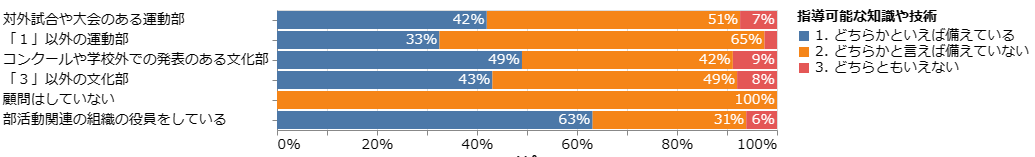 対外試合や大会のある運動部 42% 51% 7%
「１」以外の運動部 33% 65%
コンクールや学校外での発表のある文化部 49% 42% 9%
「３」以外の文化部 43% 49% 8%
顧問はしていない 100%
部活動関連の組織の役員をしている 63% 31% 6%
0% 20% 40% 60% 80% 100%
指導可能な知識や技術
1. どちらかといえば備えている
2. どちらかと言えば備えていない
3. どちらともいえない